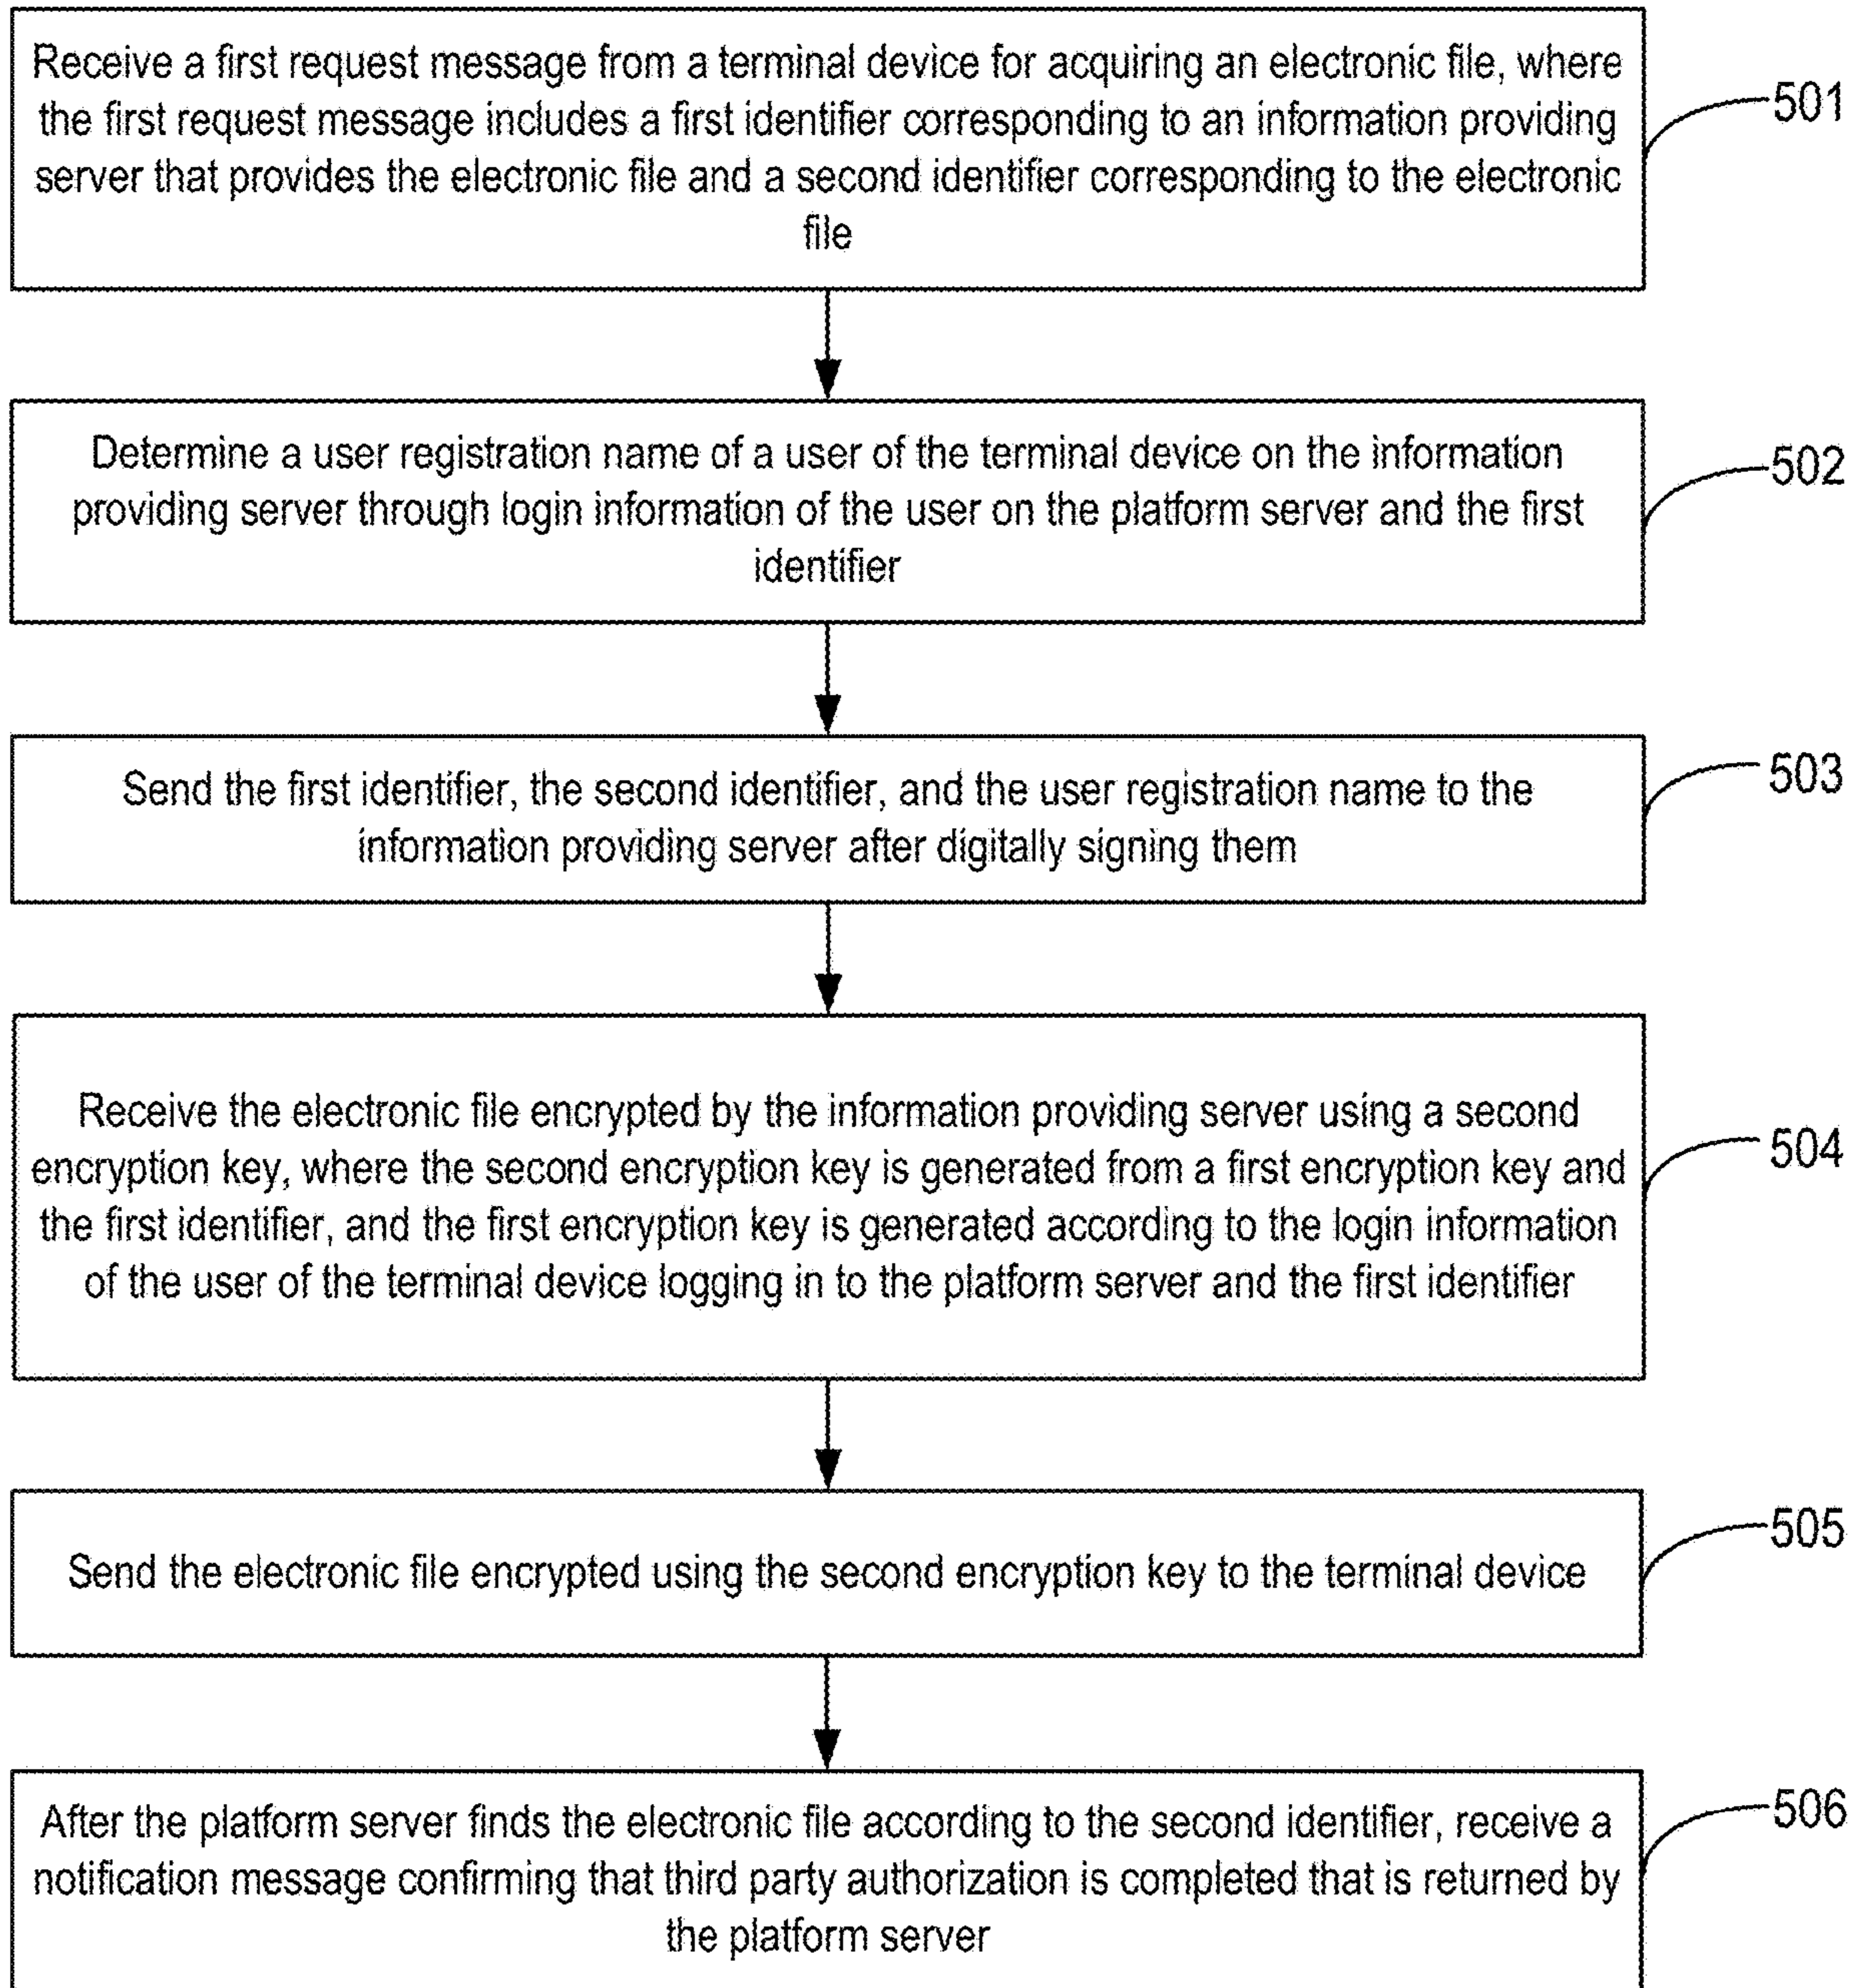 Receive a first request message from a terminal device for acquiring an electronic file, where
the first request message includes a first identifier corresponding to an information providing
server that provides the electronic file and a second identifier corresponding to the electronic
file
501
Determine a user registration name of a user of the terminal device on the information
providing server through login information of the user on the platform server and the first
identifier
502
Send the first identifier, the second identifier, and the user registration name to the
information providing server after digitally signing them
503
Receive the electronic file encrypted by the information providing server using a second
encryption key, where the second encryption key is generated from a first encryption key and
the first identifier, and the first encryption key is generated according to the login information
of the user of the terminal device logging in to the platform server and the first identifier
504
Send the electronic file encrypted using the second encryption key to the terminal device
505
After the platform server finds the electronic file according to the second identifier, receive a
notification message confirming that third party authorization is completed that is returned by
the platform server
506